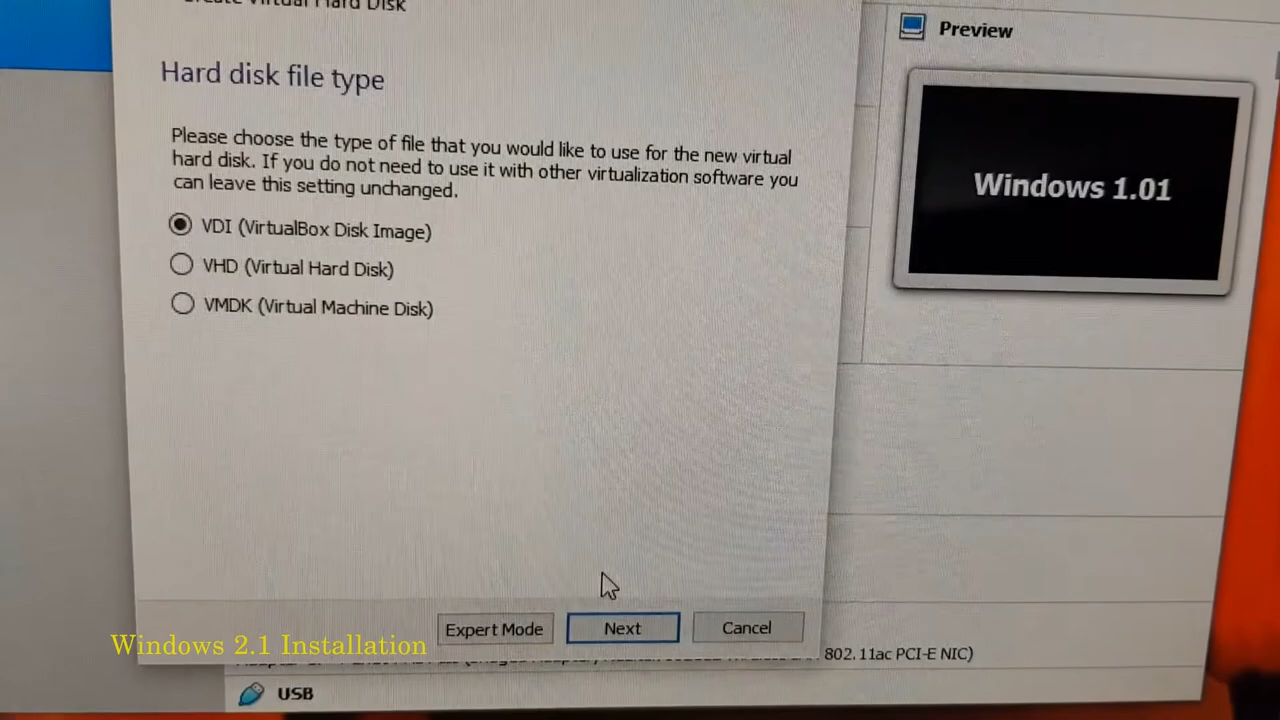 Create Virtual Hard Disk
Preview
Hard disk file type
Please choose the type of file that you would like to use for the new virtual
hard disk. If you do not need to use it with other virtualization software you
can leave this setting unchanged.
Windows 1.01
VDI (VirtualBox Disk Image)
VHD (Virtual Hard Disk)
VMDK (Virtual Machine Disk)
Expert Mode
Next
Cancel
Windows 2.1 Installation
802.11ac PCI-E NIC)
USB